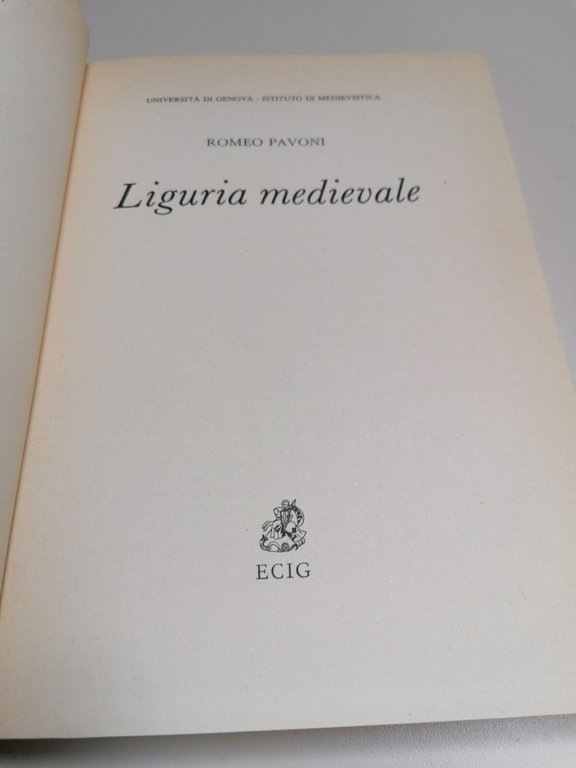 UNIVERSITÀ DI GENOVA - ISTITUTO DI MEDIEVISTICA
ROMEO PAVONI
Liguria medievale
ECIG